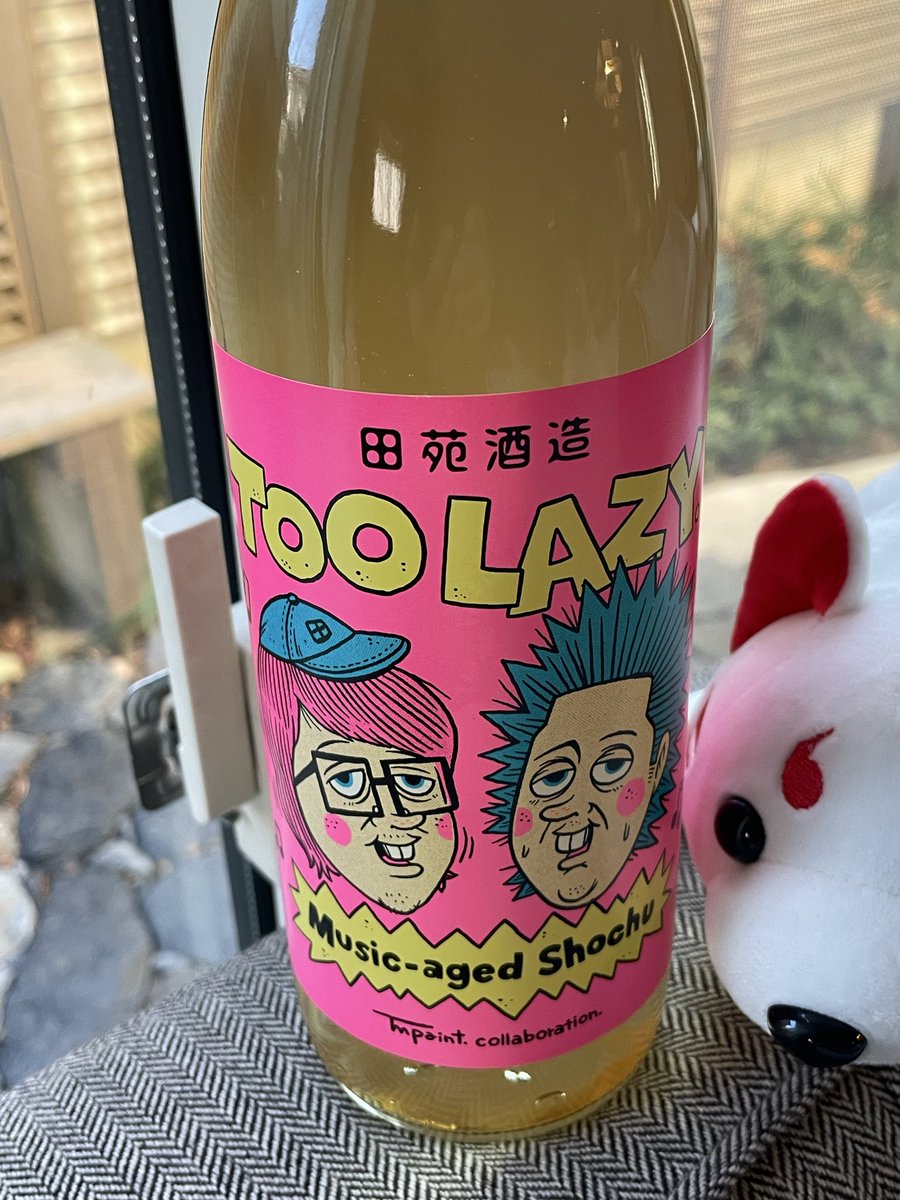 田苑酒造
TOO LAZY
Music-aged Shochu
Tmpaint. collaboration.